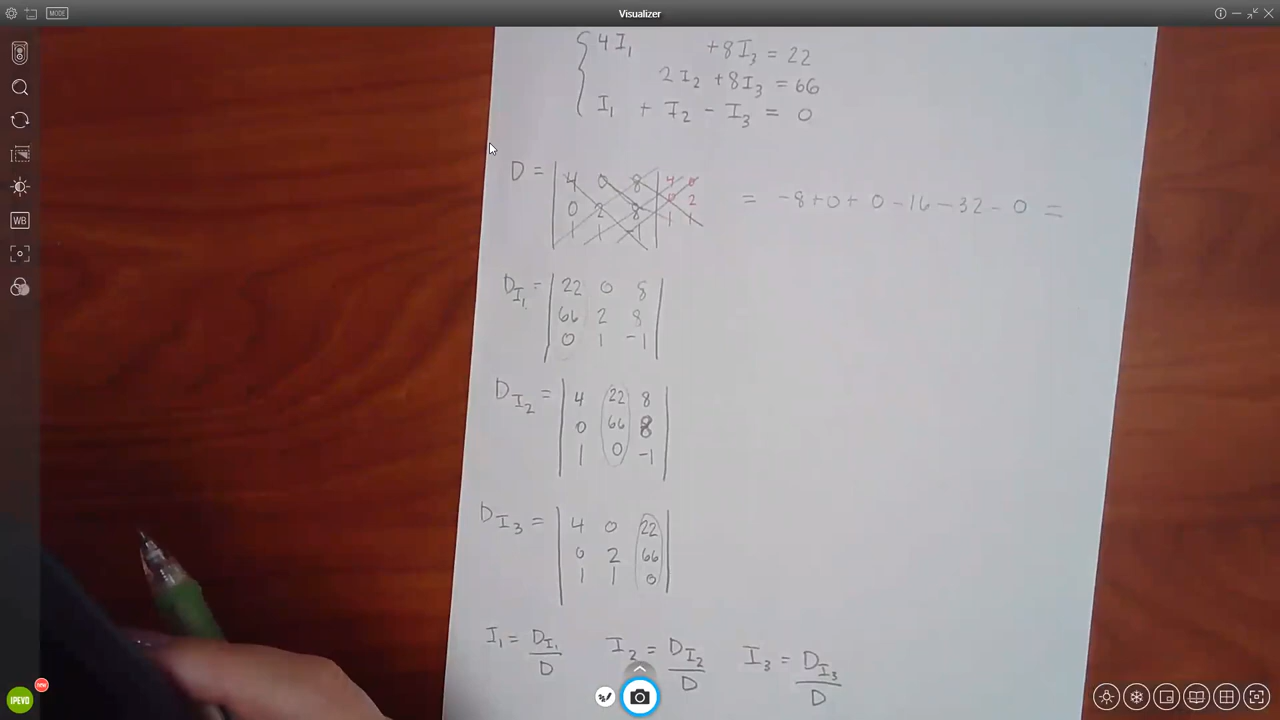 MODE
Visualizer
4I₁ +8I₃ = 22
2I₂ +8I₃ = 66
I₁ + I₂ - I₃ = 0
D = | 4 0 8 | 4 0
0 2 8 | 0 2
1 1 -1 | 1 1
= -8+0+0-16-32-0 =
D_I₁ = | 22 0 8 |
66 2 8
0 1 -1
D_I₂ = | 4 22 8 |
0 66 8
1 0 -1
D_I₃ = | 4 0 22 |
0 2 66
1 1 0
I₁ = D_I₁ / D I₂ = D_I₂ / D I₃ = D_I₃ / D
WB
IPEVO
new